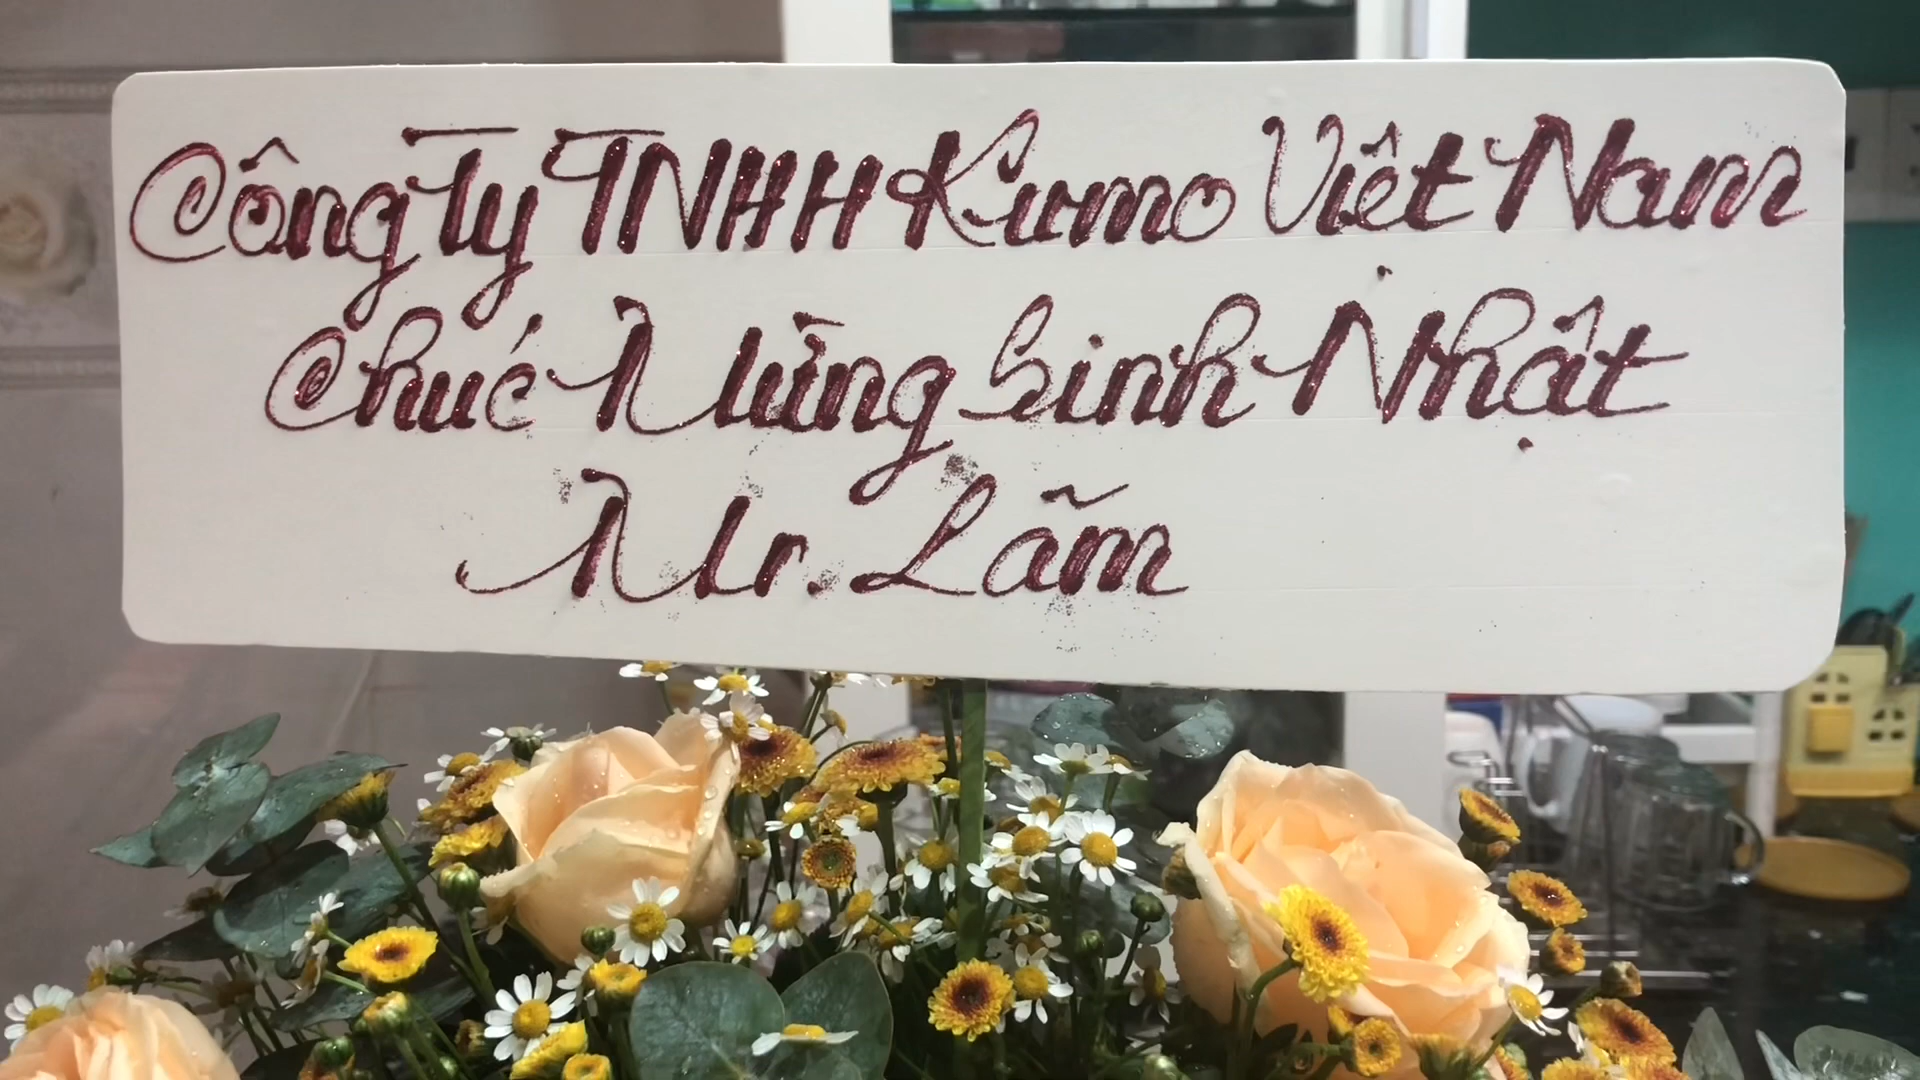 Công Ty TNHH Kumo Việt Nam
Chúc Mừng Sinh Nhật
Mr. Lãm